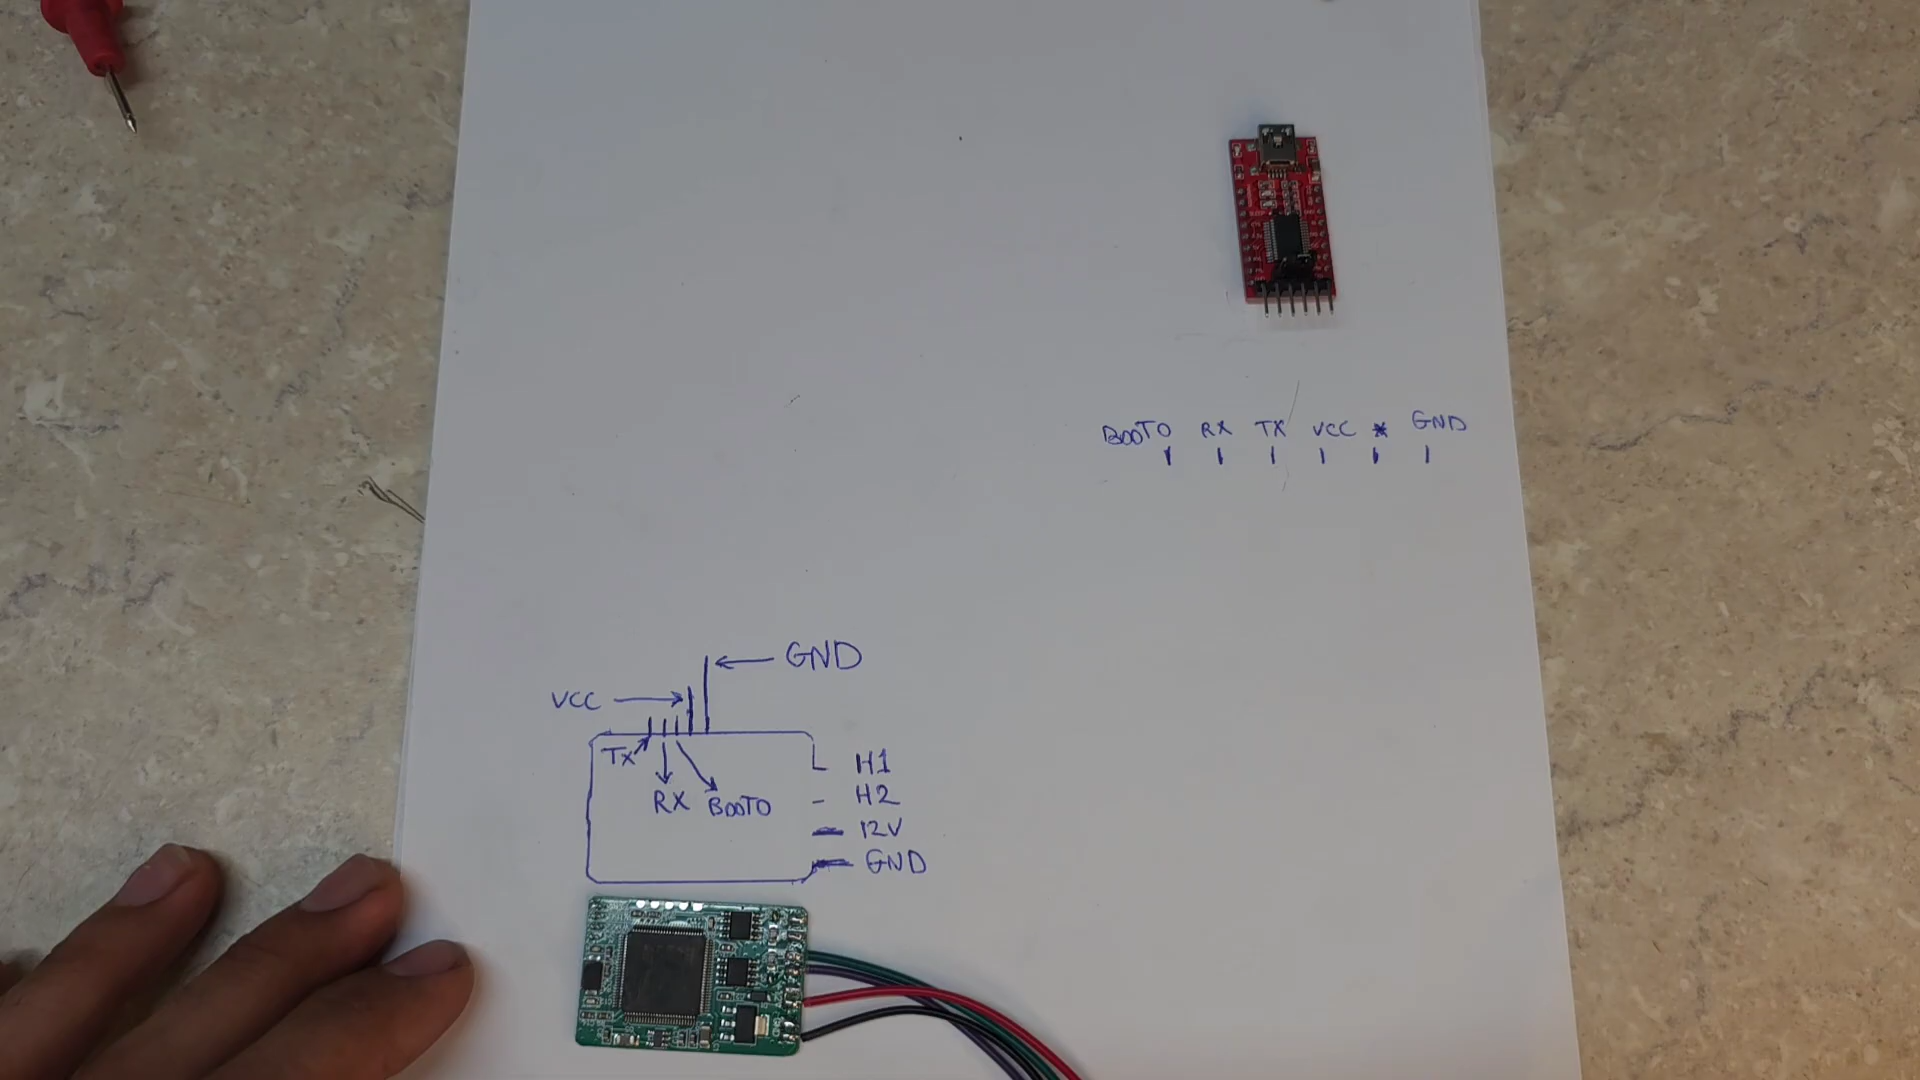 BOOT0 RX TX VCC * GND
GND
VCC
TX
RX BOOT0
H1
H2
12V
GND